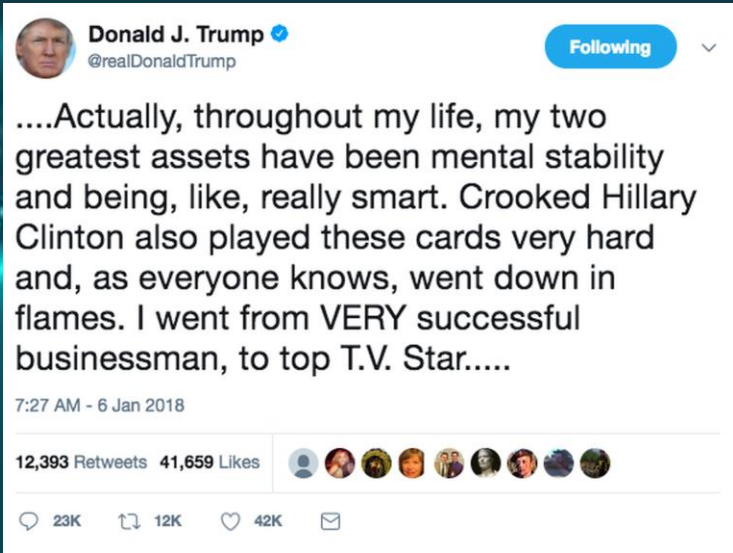 Donald J. Trump
@realDonaldTrump
Following
....Actually, throughout my life, my two
greatest assets have been mental stability
and being, like, really smart. Crooked Hillary
Clinton also played these cards very hard
and, as everyone knows, went down in
flames. I went from VERY successful
businessman, to top T.V. Star.....
7:27 AM - 6 Jan 2018
12,393 Retweets 41,659 Likes
23K 12K 42K